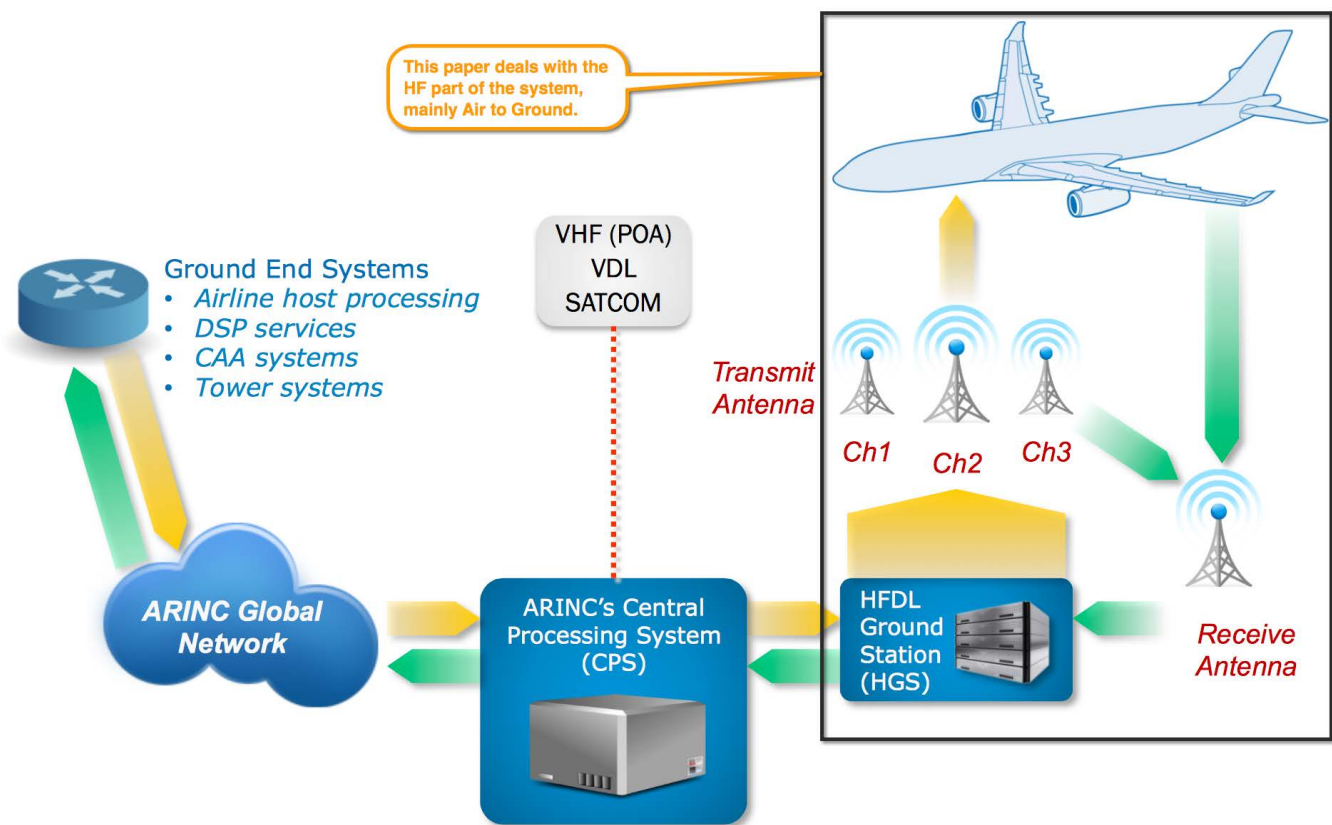 This paper deals with the
HF part of the system,
mainly Air to Ground.
VHF (POA)
VDL
SATCOM
Ground End Systems
• Airline host processing
• DSP services
• CAA systems
• Tower systems
Transmit
Antenna
Ch1
Ch2
Ch3
ARINC Global
Network
ARINC’s Central
Processing System
(CPS)
HFDL
Ground
Station
(HGS)
Receive
Antenna